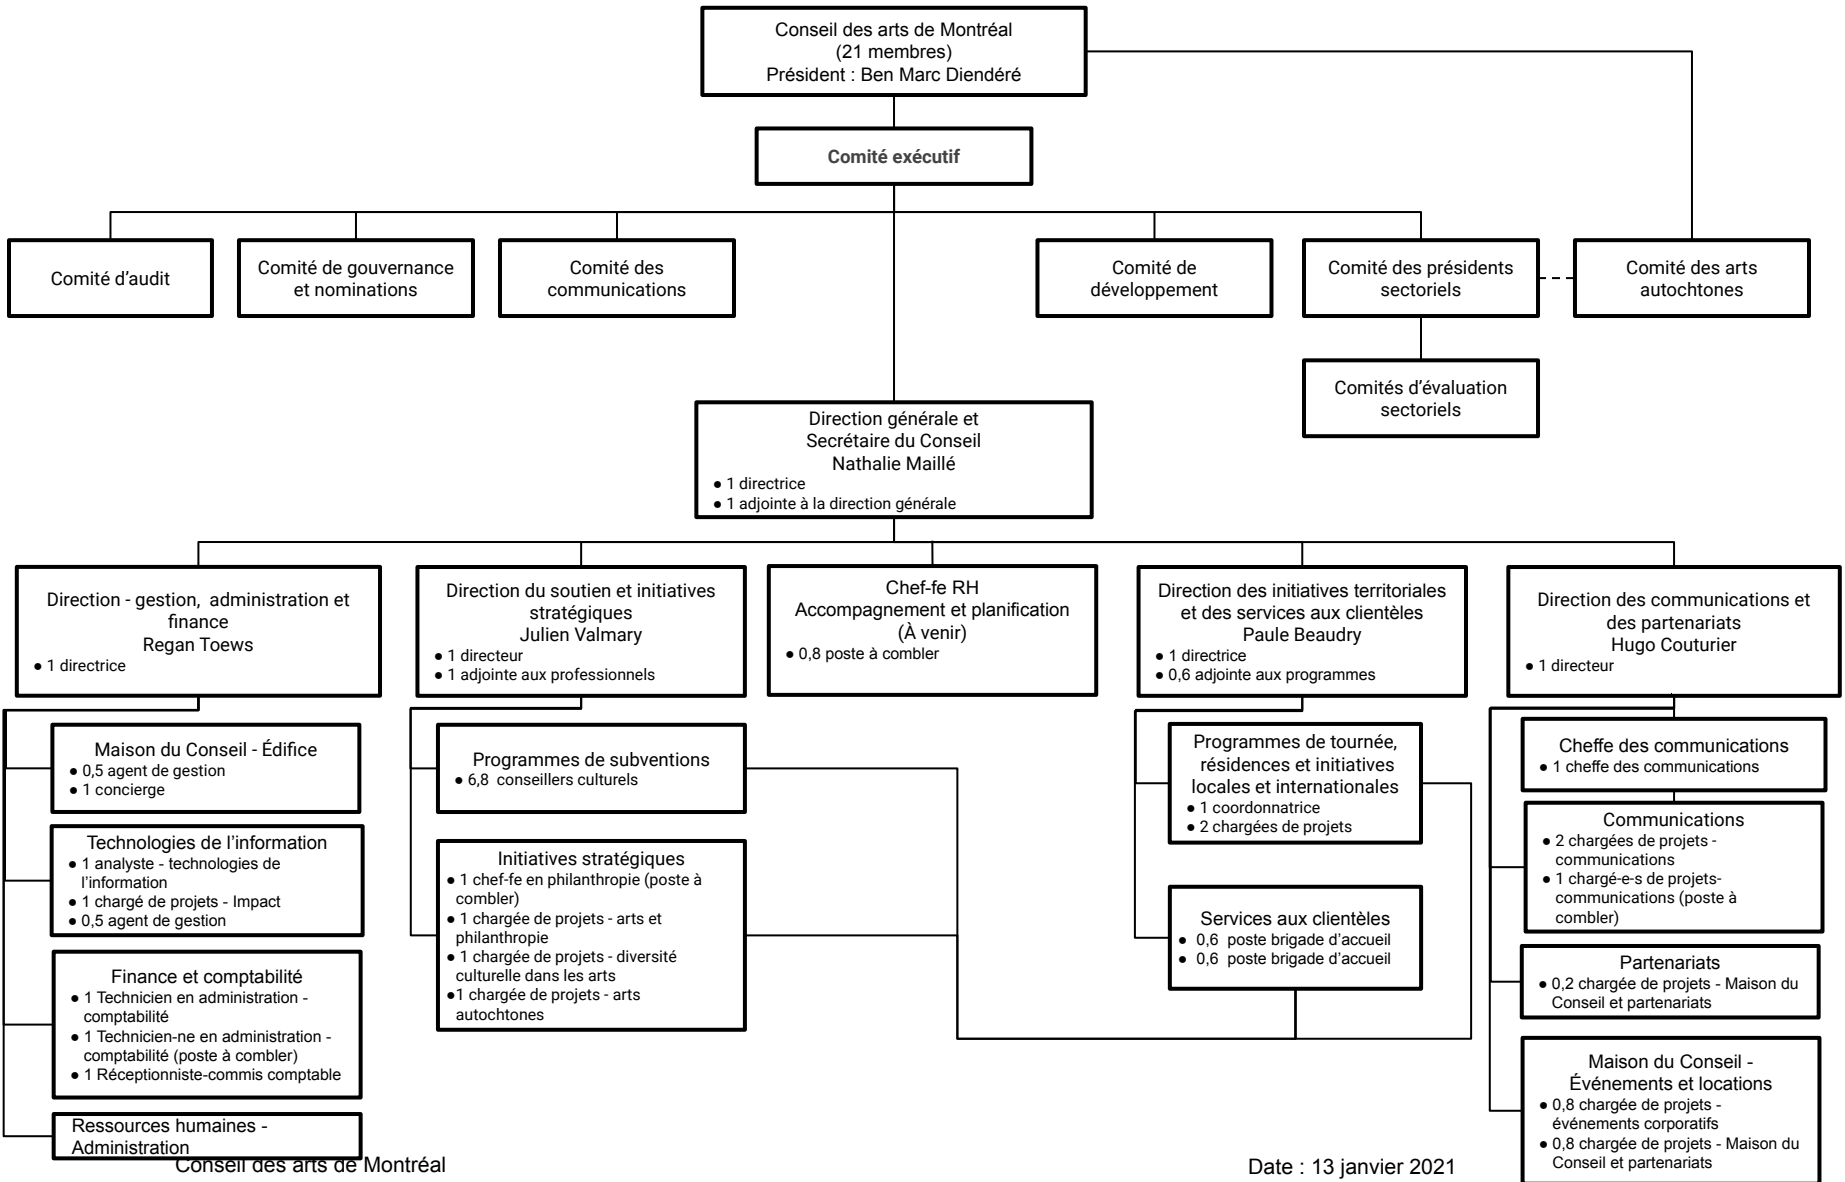 Conseil des arts de Montréal
(21 membres)
Président : Ben Marc Diendéré
Comité exécutif
Comité d'audit
Comité de gouvernance
et nominations
Comité des
communications
Comité de
développement
Comité des présidents
sectoriels
Comité des arts
autochtones
Comités d'évaluation
sectoriels
Direction générale et
Secrétaire du Conseil
Nathalie Maillé
● 1 directrice
● 1 adjointe à la direction générale
Direction - gestion, administration et
finance
Regan Toews
● 1 directrice
Direction du soutien et initiatives
stratégiques
Julien Valmary
● 1 directeur
● 1 adjointe aux professionnels
Chef-fe RH
Accompagnement et planification
(À venir)
● 0,8 poste à combler
Direction des initiatives territoriales
et des services aux clientèles
Paule Beaudry
● 1 directrice
● 0,6 adjointe aux programmes
Direction des communications et
des partenariats
Hugo Couturier
● 1 directeur
Maison du Conseil - Édifice
● 0,5 agent de gestion
● 1 concierge
Technologies de l'information
● 1 analyste - technologies de
l'information
● 1 chargé de projets - Impact
● 0,5 agent de gestion
Finance et comptabilité
● 1 Technicien en administration -
comptabilité
● 1 Technicien-ne en administration -
comptabilité (poste à combler)
● 1 Réceptionniste-commis comptable
Ressources humaines -
Administration
Programmes de subventions
● 6,8 conseillers culturels
Initiatives stratégiques
● 1 chef-fe en philanthropie (poste à
combler)
● 1 chargée de projets - arts et
philanthropie
● 1 chargée de projets - diversité
culturelle dans les arts
●1 chargée de projets - arts
autochtones
Programmes de tournée,
résidences et initiatives
locales et internationales
● 1 coordonnatrice
● 2 chargées de projets
Services aux clientèles
● 0,6 poste brigade d'accueil
● 0,6 poste brigade d'accueil
Cheffe des communications
● 1 cheffe des communications
Communications
● 2 chargées de projets -
communications
● 1 chargé-e-s de projets-
communications (poste à
combler)
Partenariats
● 0,2 chargée de projets - Maison du
Conseil et partenariats
Maison du Conseil -
Événements et locations
● 0,8 chargée de projets -
événements corporatifs
● 0,8 chargée de projets - Maison du
Conseil et partenariats
Conseil des arts de Montréal
Date : 13 janvier 2021